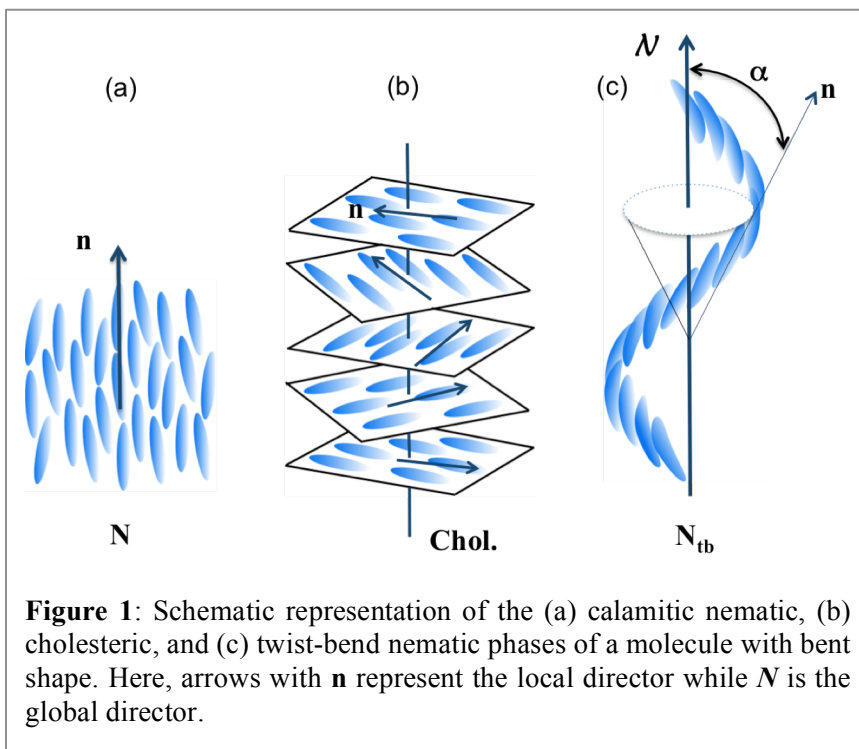 (a)
(b)
(c)
𝒩
α
n
n
n
N
Chol.
N_tb
Figure 1: Schematic representation of the (a) calamitic nematic, (b)
cholesteric, and (c) twist-bend nematic phases of a molecule with bent
shape. Here, arrows with n represent the local director while N is the
global director.